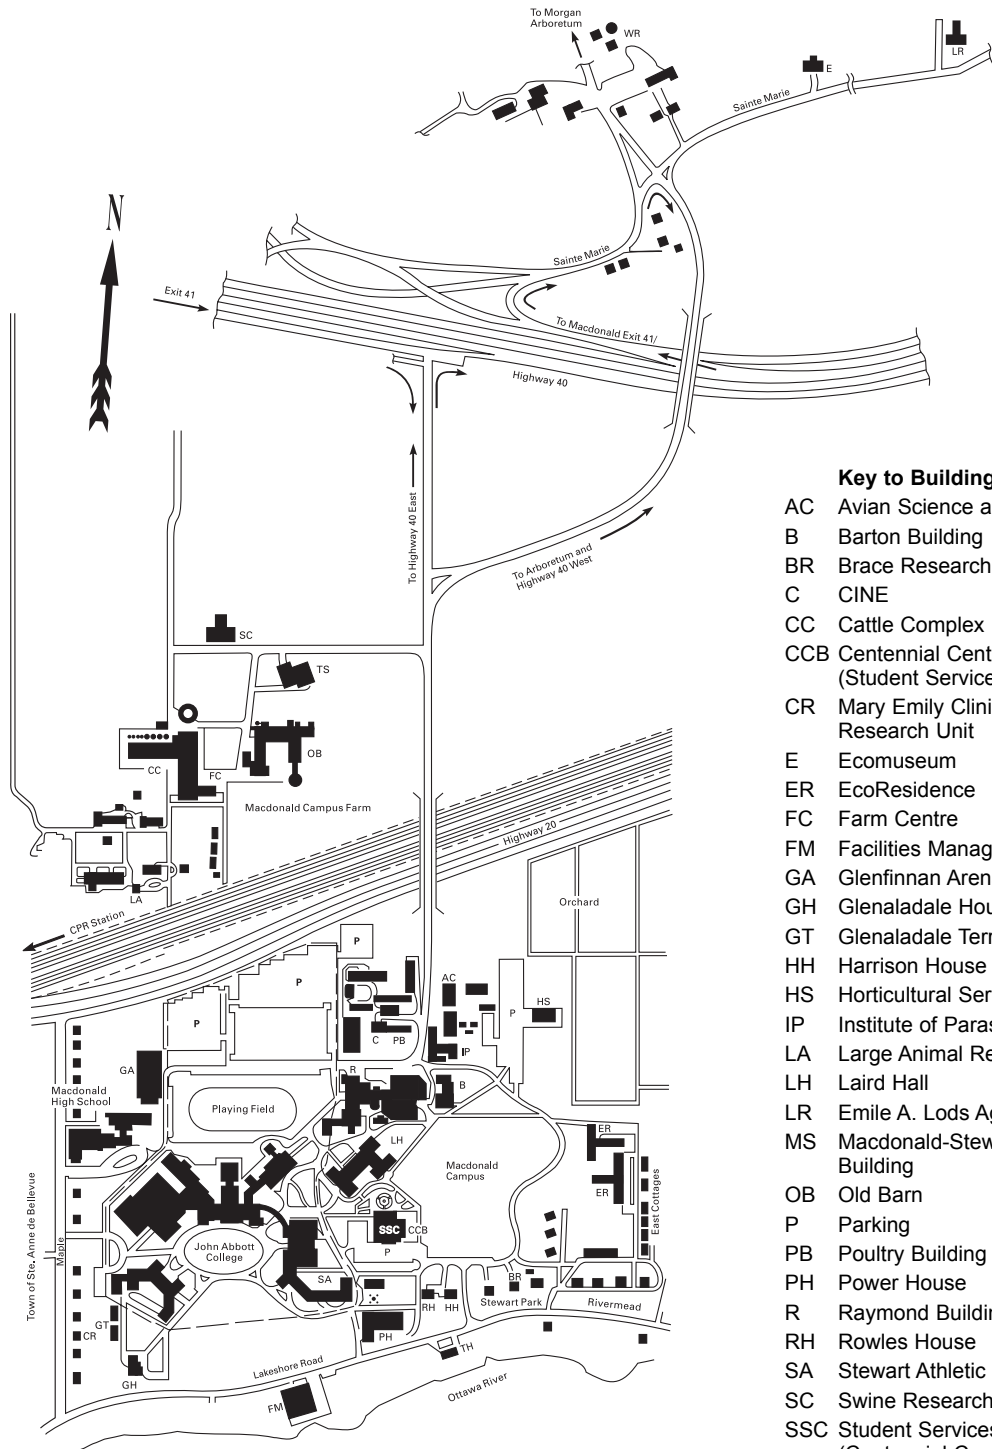 To Morgan
Arboretum
WR
LR
E
Sainte Marie
N
Sainte Marie
Exit 41
To Macdonald Exit 41/
Highway 40
To Highway 40 East
To Arboretum and
Highway 40 West
SC
TS
OB
CC
FC
Macdonald Campus Farm
Highway 20
LA
CPR Station
Orchard
P
P
P
AC
HS
P
C
PB
IP
GA
R
B
Macdonald
High School
Playing Field
LH
ER
Macdonald
Campus
ER
East Cottages
Town of Ste. Anne de Bellevue
Maple
SSC
CCB
P
John Abbott
College
SA
BR
RH
HH
Stewart Park
Rivermead
GT
CR
PH
TH
GH
Lakeshore Road
Ottawa River
FM
Key to Building
AC Avian Science a
B Barton Building
BR Brace Research
C CINE
CC Cattle Complex
CCB Centennial Cent
(Student Service
CR Mary Emily Clini
Research Unit
E Ecomuseum
ER EcoResidence
FC Farm Centre
FM Facilities Manag
GA Glenfinnan Aren
GH Glenaladale Hou
GT Glenaladale Terr
HH Harrison House
HS Horticultural Ser
IP Institute of Paras
LA Large Animal Re
LH Laird Hall
LR Emile A. Lods Ag
MS Macdonald-Stew
Building
OB Old Barn
P Parking
PB Poultry Building
PH Power House
R Raymond Buildin
RH Rowles House
SA Stewart Athletic
SC Swine Research
SSC Student Services